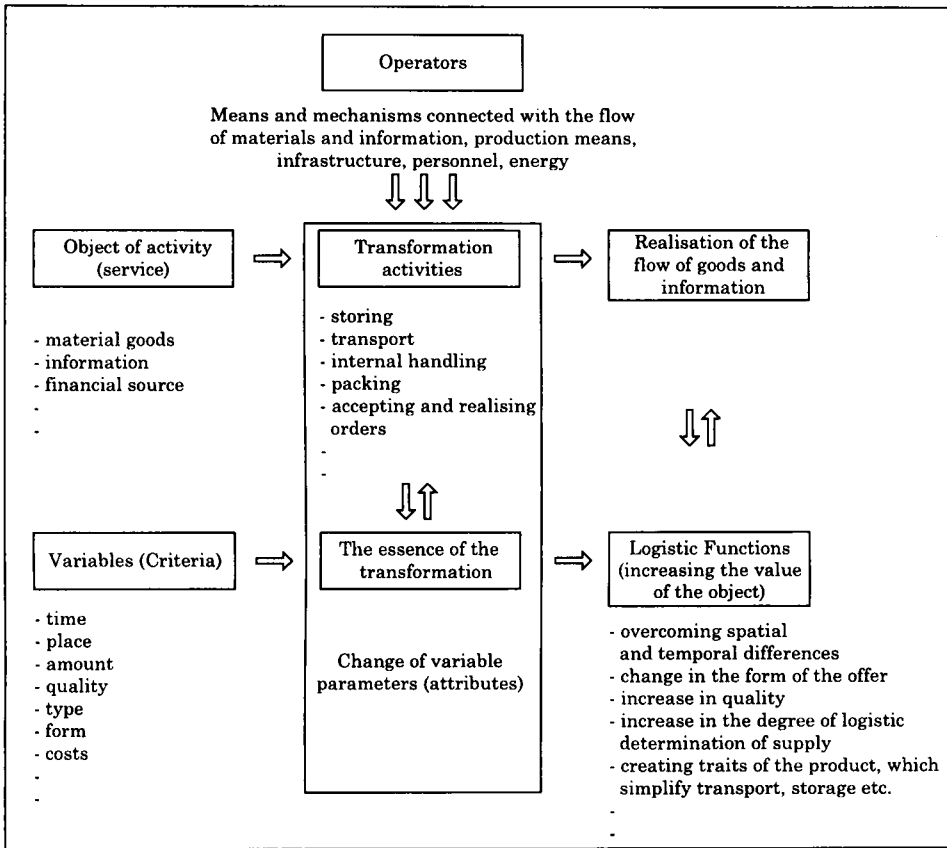 Operators
Means and mechanisms connected with the flow
of materials and information, production means,
infrastructure, personnel, energy
Object of activity
(service)
- material goods
- information
- financial source
-
-
Transformation
activities
- storing
- transport
- internal handling
- packing
- accepting and realising
orders
-
-
Realisation of the
flow of goods and
information
Variables (Criteria)
- time
- place
- amount
- quality
- type
- form
- costs
-
-
The essence of the
transformation
Change of variable
parameters (attributes)
Logistic Functions
(increasing the value
of the object)
- overcoming spatial
and temporal differences
- change in the form of the offer
- increase in quality
- increase in the degree of logistic
determination of supply
- creating traits of the product, which
simplify transport, storage etc.
-
-